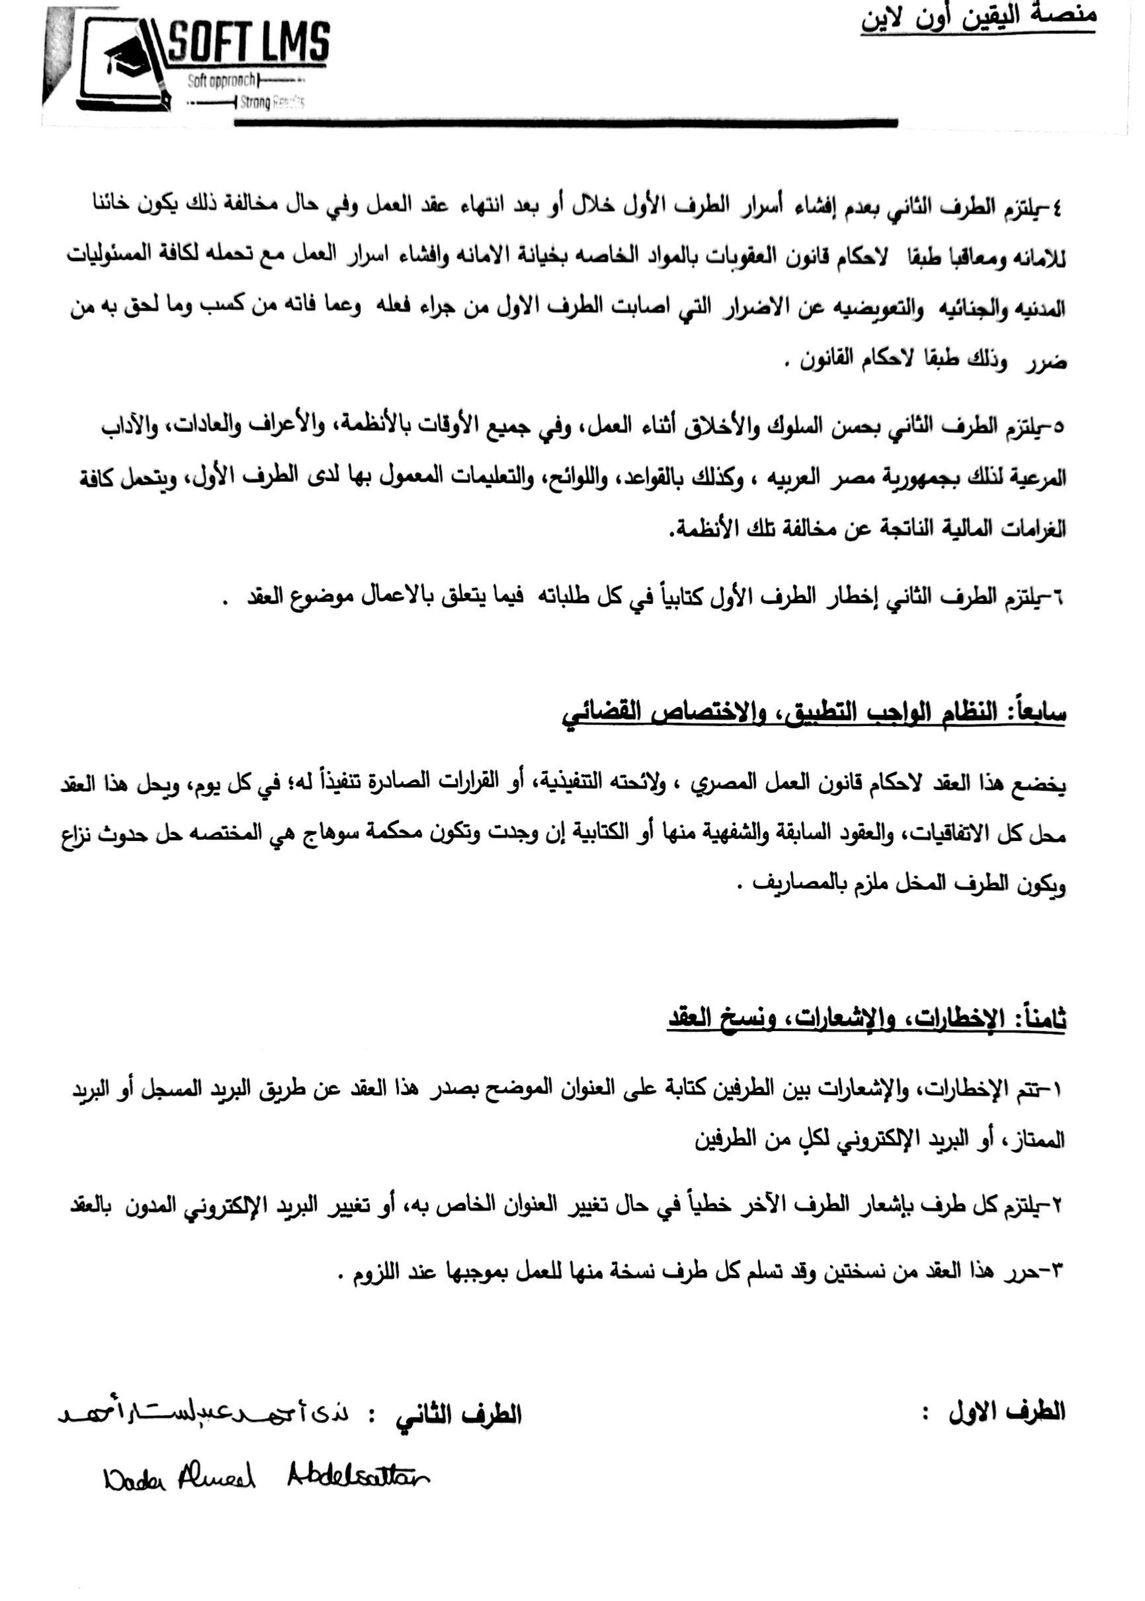 منصة اليقين أون لاين
SOFT LMS
Soft approach
Strong Results
٤-يلتزم الطرف الثاني بعدم إفشاء أسرار الطرف الأول خلال أو بعد انتهاء عقد العمل وفي حال مخالفة ذلك يكون خائنا
للامانه ومعاقبا طبقا لاحكام قانون العقوبات بالمواد الخاصه بخيانة الامانه وافشاء اسرار العمل مع تحمله لكافة المسئوليات
المدنيه والجنائيه والتعويضيه عن الاضرار التي اصابت الطرف الاول من جراء فعله وعما فاته من كسب وما لحق به من
ضرر وذلك طبقا لاحكام القانون .
٥-يلتزم الطرف الثاني بحسن السلوك والأخلاق أثناء العمل، وفي جميع الأوقات بالأنظمة، والأعراف والعادات، والآداب
المرعية لذلك بجمهورية مصر العربيه ، وكذلك بالقواعد، واللوائح، والتعليمات المعمول بها لدى الطرف الأول، ويتحمل كافة
الغرامات المالية الناتجة عن مخالفة تلك الأنظمة.
٦-يلتزم الطرف الثاني إخطار الطرف الأول كتابياً في كل طلباته فيما يتعلق بالاعمال موضوع العقد .
سابعاً: النظام الواجب التطبيق، والاختصاص القضائي
يخضع هذا العقد لاحكام قانون العمل المصري ، ولائحته التنفيذية، أو القرارات الصادرة تنفيذاً له؛ في كل يوم، ويحل هذا العقد
محل كل الاتفاقيات، والعقود السابقة والشفهية منها أو الكتابية إن وجدت وتكون محكمة سوهاج هي المختصه حل حدوث نزاع
ويكون الطرف المخل ملزم بالمصاريف .
ثامناً: الإخطارات، والإشعارات، ونسخ العقد
١-تتم الإخطارات، والإشعارات بين الطرفين كتابة على العنوان الموضح بصدر هذا العقد عن طريق البريد المسجل أو البريد
الممتاز، أو البريد الإلكتروني لكلٍ من الطرفين
٢-يلتزم كل طرف بإشعار الطرف الآخر خطياً في حال تغيير العنوان الخاص به، أو تغيير البريد الإلكتروني المدون بالعقد
٣-حرر هذا العقد من نسختين وقد تسلم كل طرف نسخة منها للعمل بموجبها عند اللزوم .
الطرف الاول :
الطرف الثاني : ندى أحمد عبدالستار أحمد
Nada Ahmed Abdelsattar